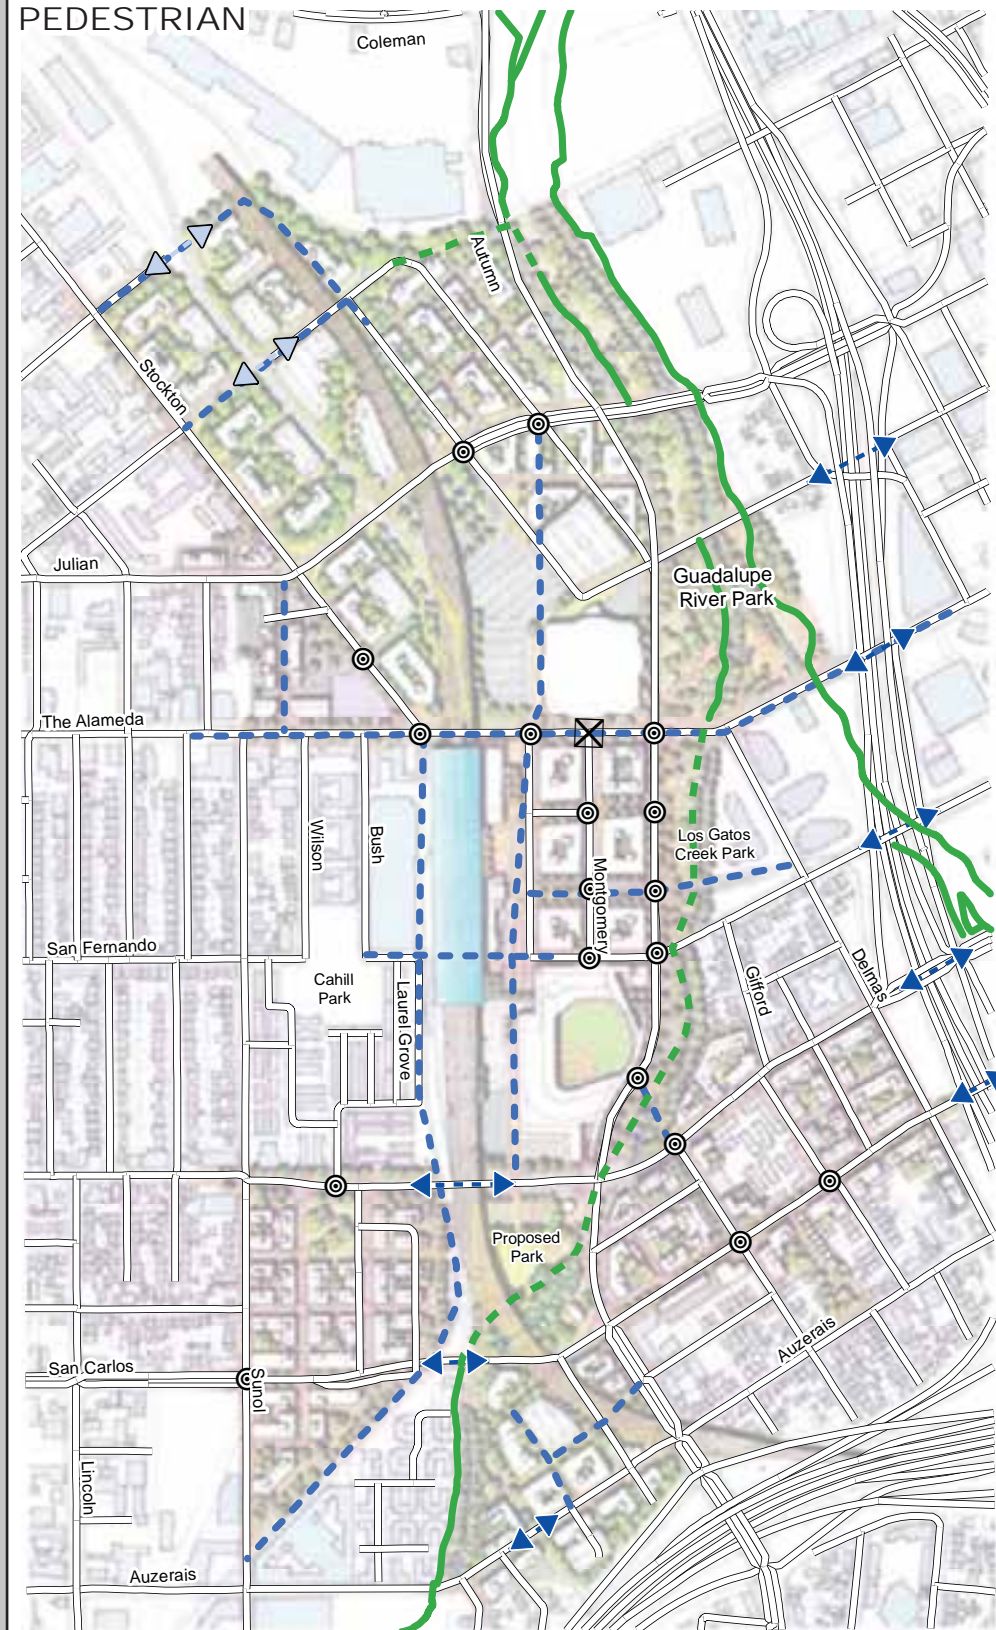 PEDESTRIAN
Coleman
Autumn
Stockton
Julian
Guadalupe
River Park
The Alameda
Wilson
Bush
Montgomery
Los Gatos
Creek Park
San Fernando
Cahill
Park
Laurel Grove
Gifford
Delmas
Proposed
Park
San Carlos
Sunol
Auzerais
Lincoln
Auzerais